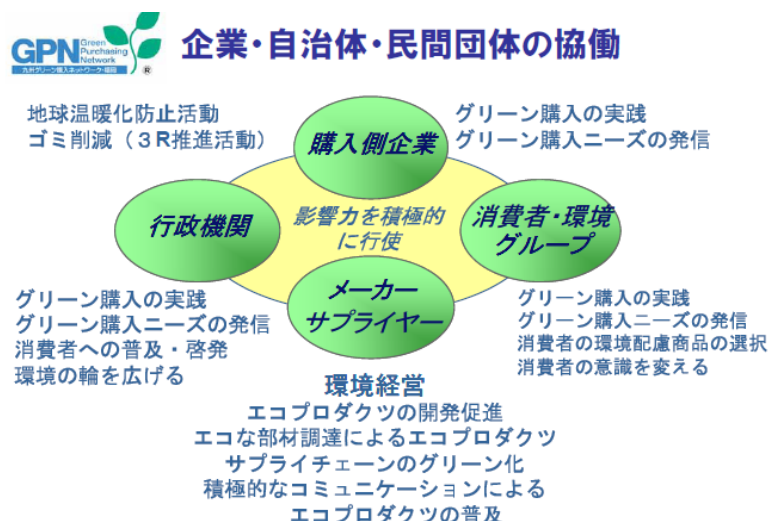 GPN
Green
Purchasing
Network
九州グリーン購入ネットワーク・福岡
®
企業・自治体・民間団体の協働
地球温暖化防止活動
ゴミ削減（３R推進活動）
購入側企業
グリーン購入の実践
グリーン購入ニーズの発信
行政機関
影響力を積極的
に行使
消費者・環境
グループ
メーカー
サプライヤー
グリーン購入の実践
グリーン購入ニーズの発信
消費者への普及・啓発
環境の輪を広げる
グリーン購入の実践
グリーン購入ニーズの発信
消費者の環境配慮商品の選択
消費者の意識を変える
環境経営
エコプロダクツの開発促進
エコな部材調達によるエコプロダクツ
サプライチェーンのグリーン化
積極的なコミュニケーションによる
エコプロダクツの普及